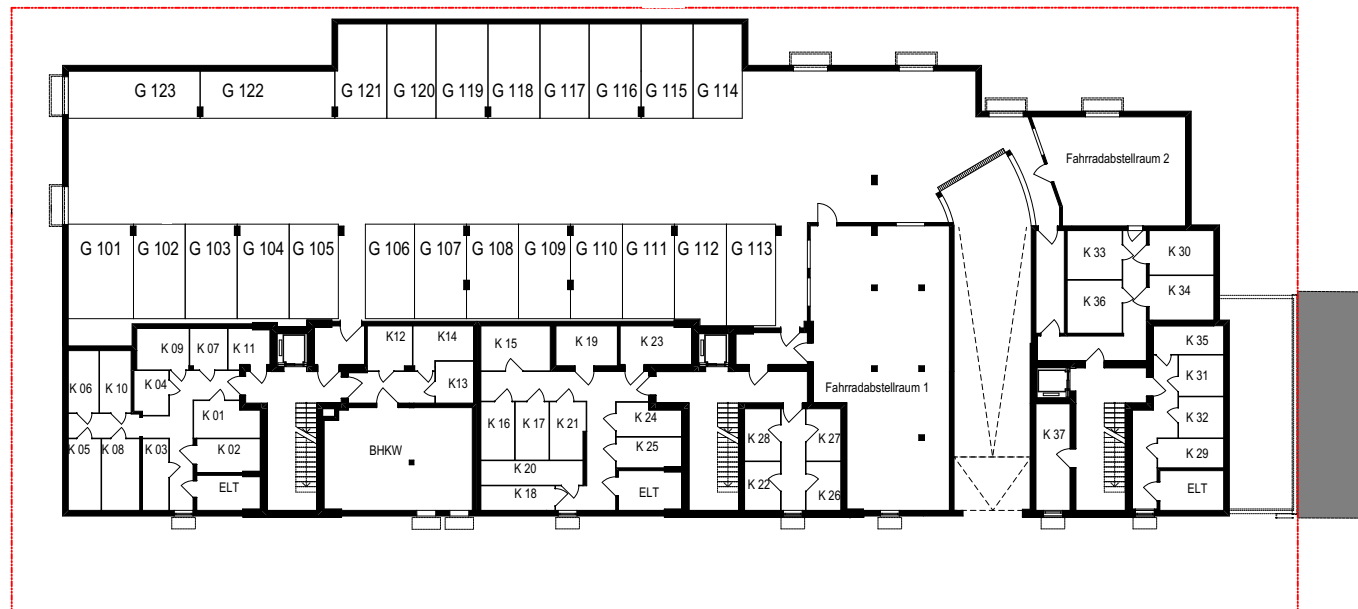 G 123
G 122
G 121
G 120
G 119
G 118
G 117
G 116
G 115
G 114
Fahrradabstellraum 2
G 101
G 102
G 103
G 104
G 105
G 106
G 107
G 108
G 109
G 110
G 111
G 112
G 113
K 33
K 30
K 36
K 34
K 09
K 07
K 11
K12
K 14
K 15
K 19
K 23
K 35
K 06
K 10
K 04
K13
Fahrradabstellraum 1
K 31
K 01
K 16
K 17
K 21
K 24
K 32
K 05
K 08
K 03
K 02
BHKW
K 25
K 28
K 27
K 37
K 29
K 20
ELT
K 18
ELT
K 22
K 26
ELT